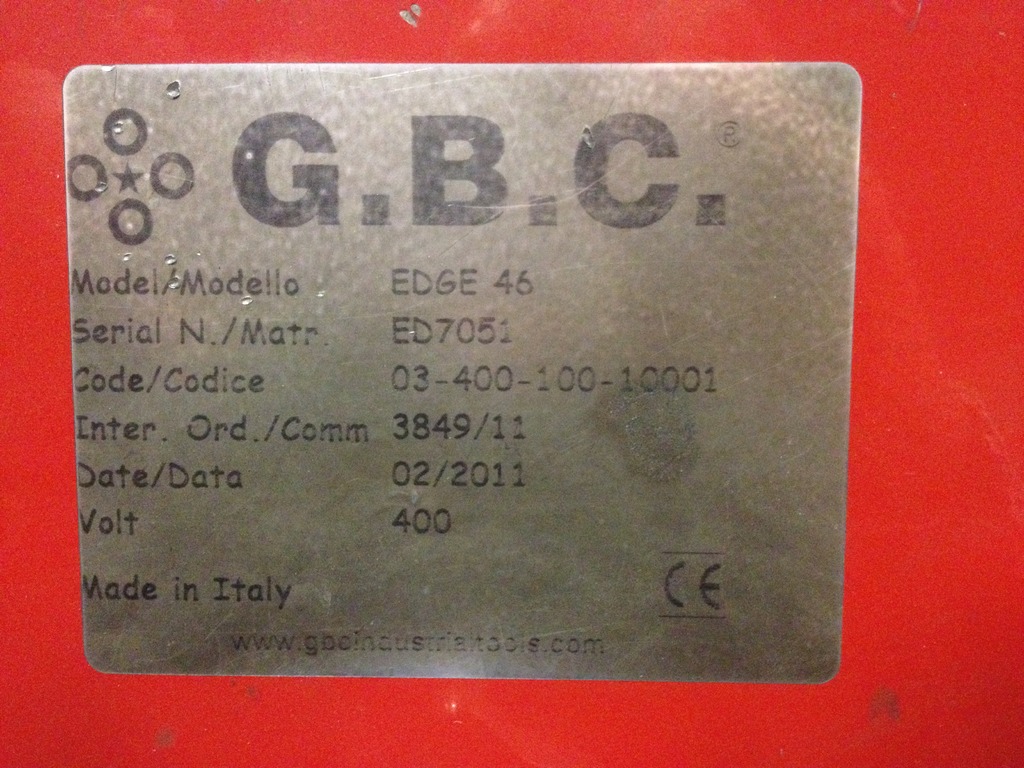 G.B.C.®
Model/Modello EDGE 46
Serial N./Matr. ED7051
Code/Codice 03-400-100-10001
Inter. Ord./Comm 3849/11
Date/Data 02/2011
Volt 400
Made in Italy CE
www.gbcindustrialtools.com